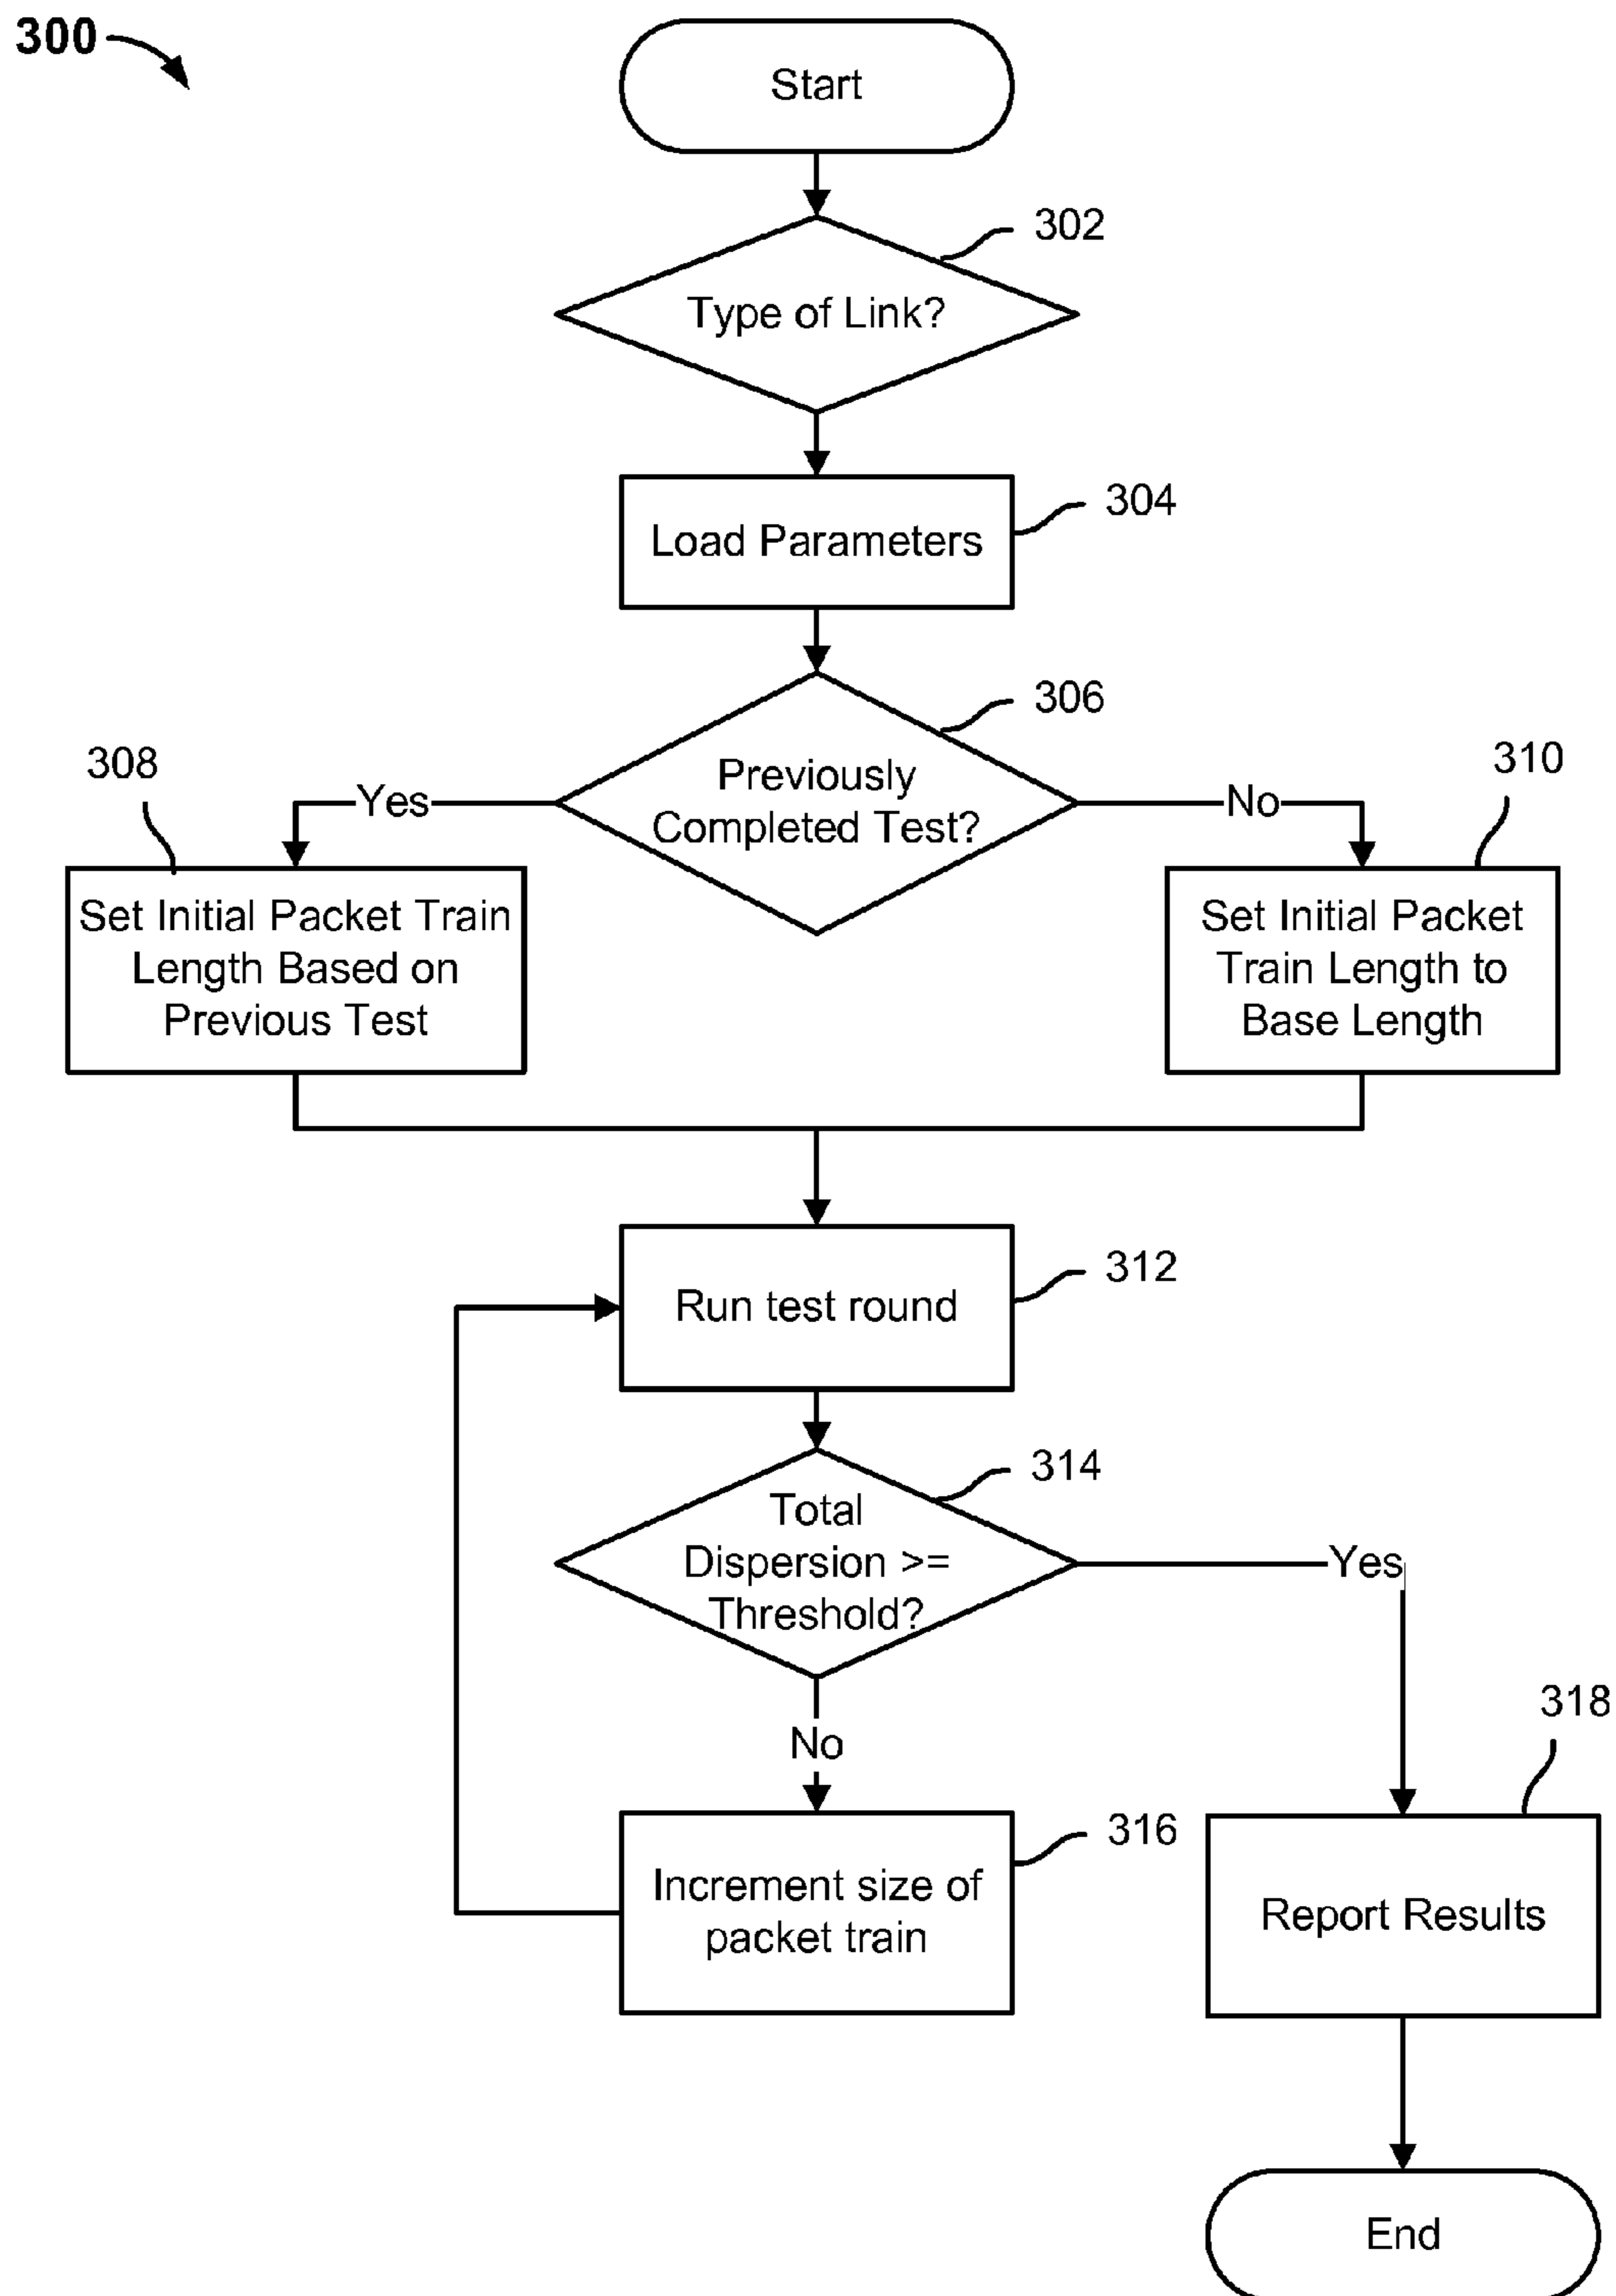 300
Start
302
Type of Link?
304
Load Parameters
306
Previously
Completed Test?
308
Yes
No
310
Set Initial Packet Train
Length Based on
Previous Test
Set Initial Packet
Train Length to
Base Length
312
Run test round
314
Total
Dispersion >=
Threshold?
Yes
No
316
Increment size of
packet train
318
Report Results
End